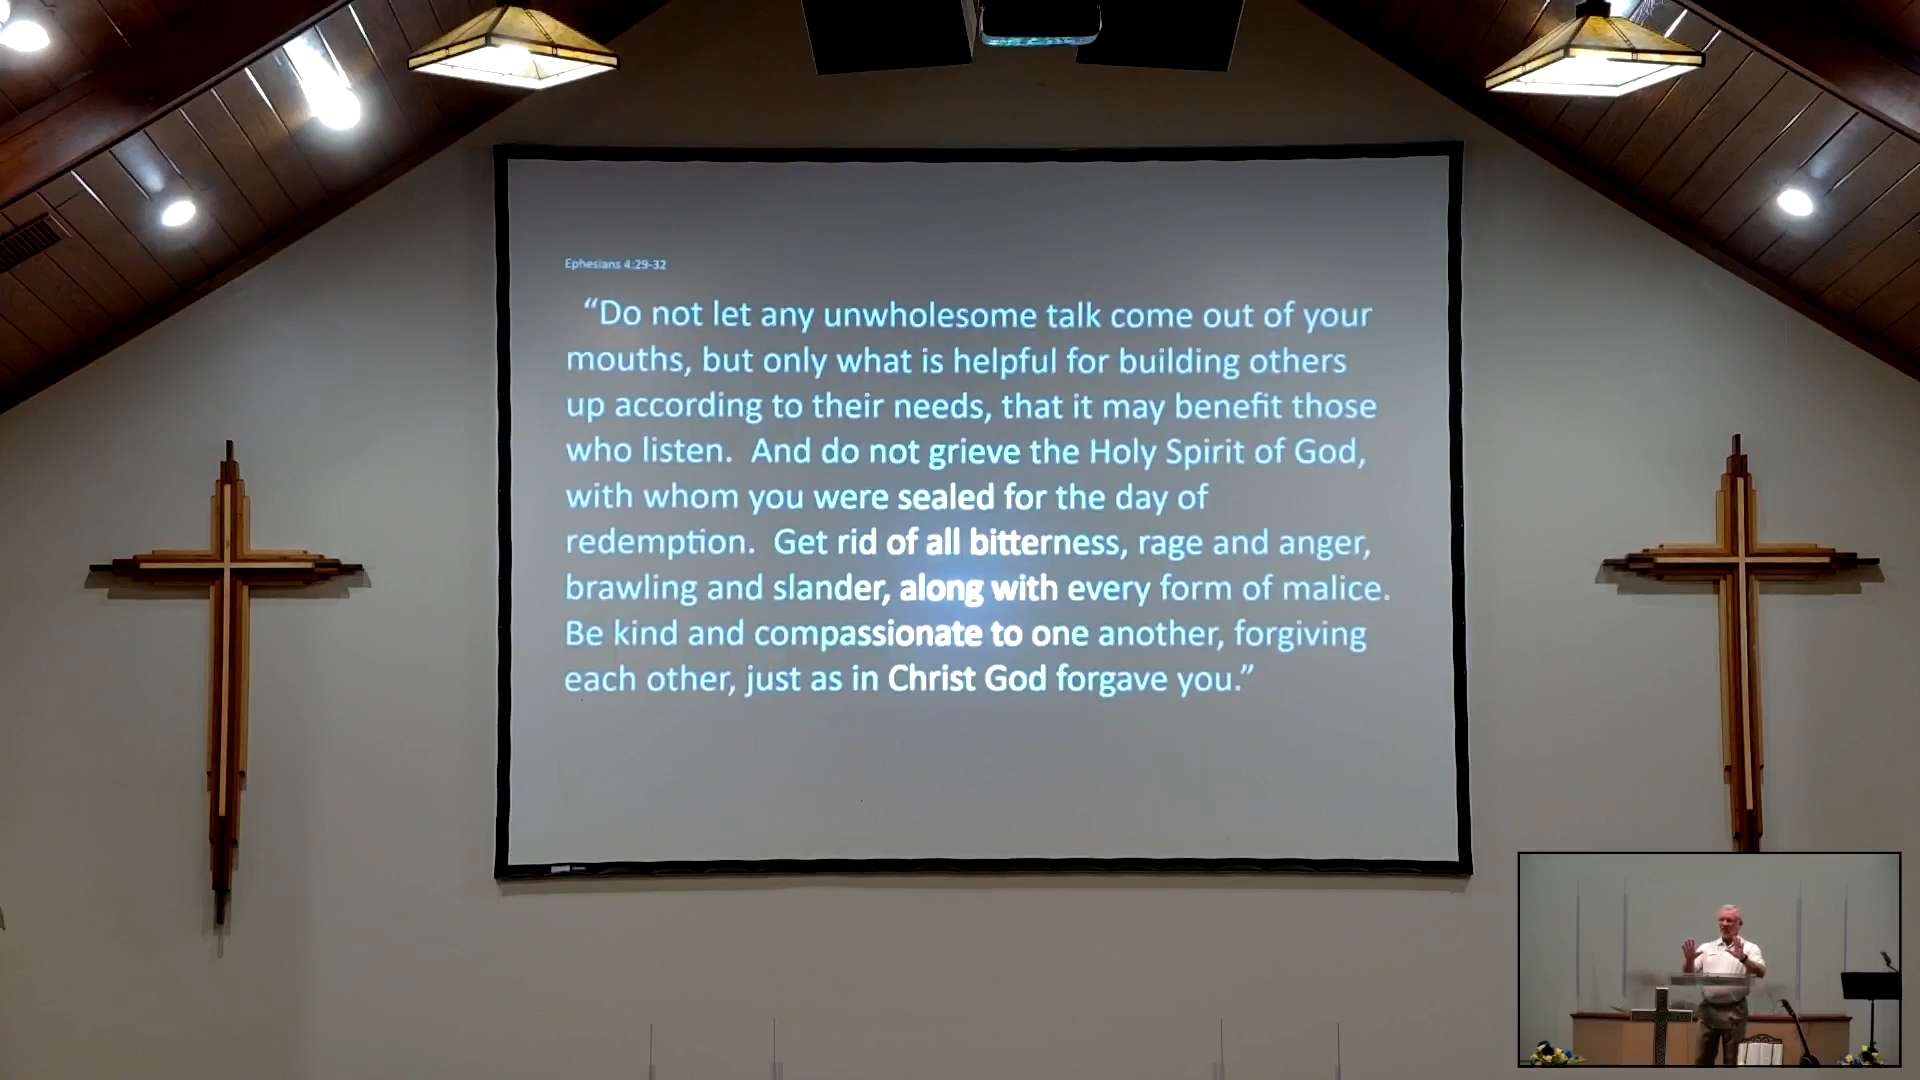 Ephesians 4:29-32
“Do not let any unwholesome talk come out of your
mouths, but only what is helpful for building others
up according to their needs, that it may benefit those
who listen.  And do not grieve the Holy Spirit of God,
with whom you were sealed for the day of
redemption.  Get rid of all bitterness, rage and anger,
brawling and slander, along with every form of malice.
Be kind and compassionate to one another, forgiving
each other, just as in Christ God forgave you.”